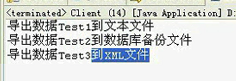 <terminated> Client (14) [Java Application] D:
导出数据Test1到文本文件
导出数据Test2到数据库备份文件
导出数据Test3到XML文件